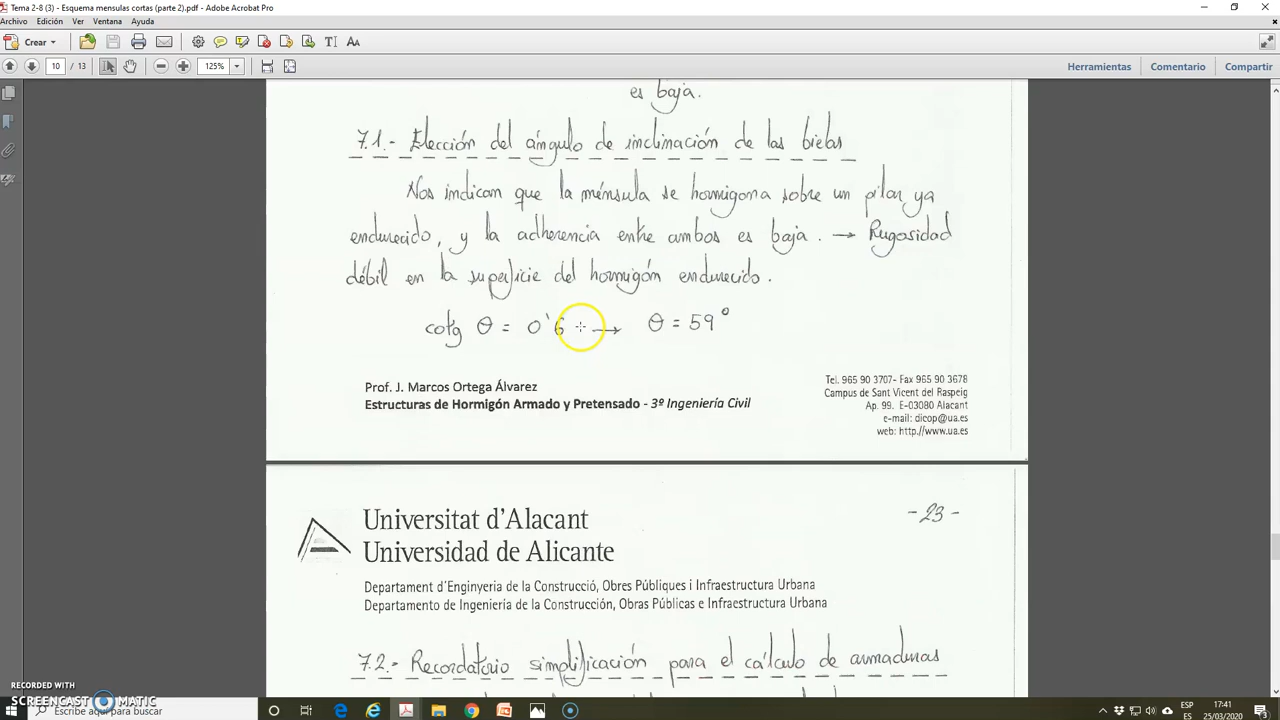 Tema 2-8 (3) - Esquema mensulas cortas (parte 2).pdf - Adobe Acrobat Pro
Archivo Edición Ver Ventana Ayuda
Crear
10 / 13 125% Herramientas Comentario Compartir
es baja.
7.1.- Elección del ángulo de inclinación de las bielas
Nos indican que la ménsula se hormigona sobre un pilar ya
endurecido, y la adherencia entre ambos es baja. → Rugosidad
débil en la superficie del hormigón endurecido.
cotg θ = 0'6 → θ = 59°
Prof. J. Marcos Ortega Álvarez
Estructuras de Hormigón Armado y Pretensado - 3º Ingeniería Civil
Tel. 965 90 3707- Fax 965 90 3678
Campus de Sant Vicent del Raspeig
Ap. 99. E-03080 Alacant
e-mail: dicop@ua.es
web: http.//www.ua.es
Universitat d'Alacant
Universidad de Alicante
-23-
Departament d'Enginyeria de la Construcció, Obres Públiques i Infraestructura Urbana
Departamento de Ingeniería de la Construcción, Obras Públicas e Infraestructura Urbana
7.2.- Recordatorio simplificación para el cálculo de armaduras
RECORDED WITH
SCREENCAST MATIC
Escribe aquí para buscar
ESP 17:41
ES 25/03/2020